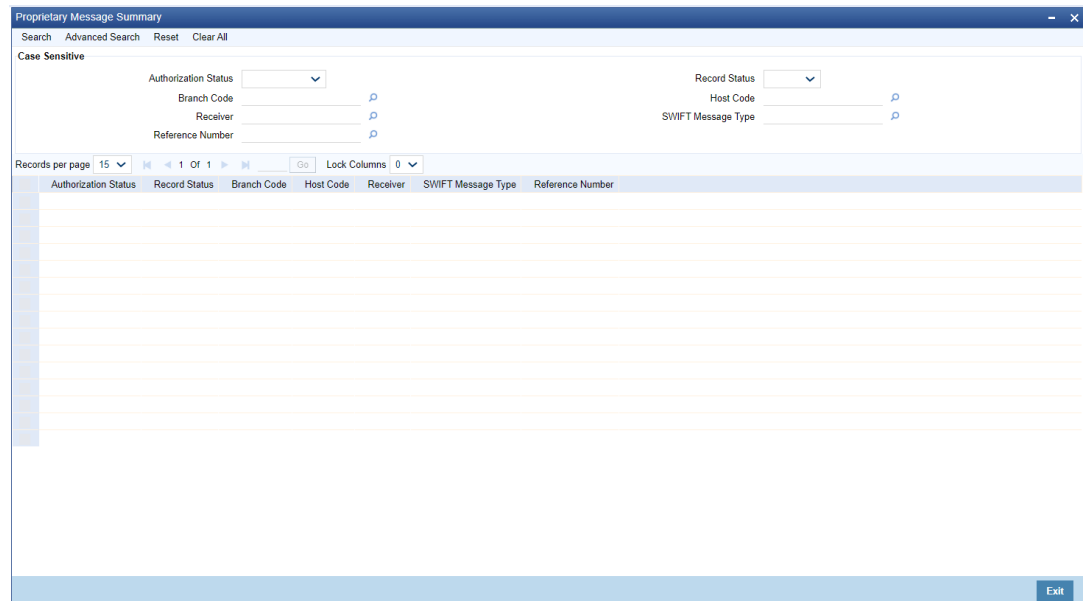 Proprietary Message Summary
Search Advanced Search Reset Clear All
Case Sensitive
Authorization Status Record Status
Branch Code Host Code
Receiver SWIFT Message Type
Reference Number
Records per page 15 1 Of 1 Go Lock Columns 0
Authorization Status Record Status Branch Code Host Code Receiver SWIFT Message Type Reference Number
Exit